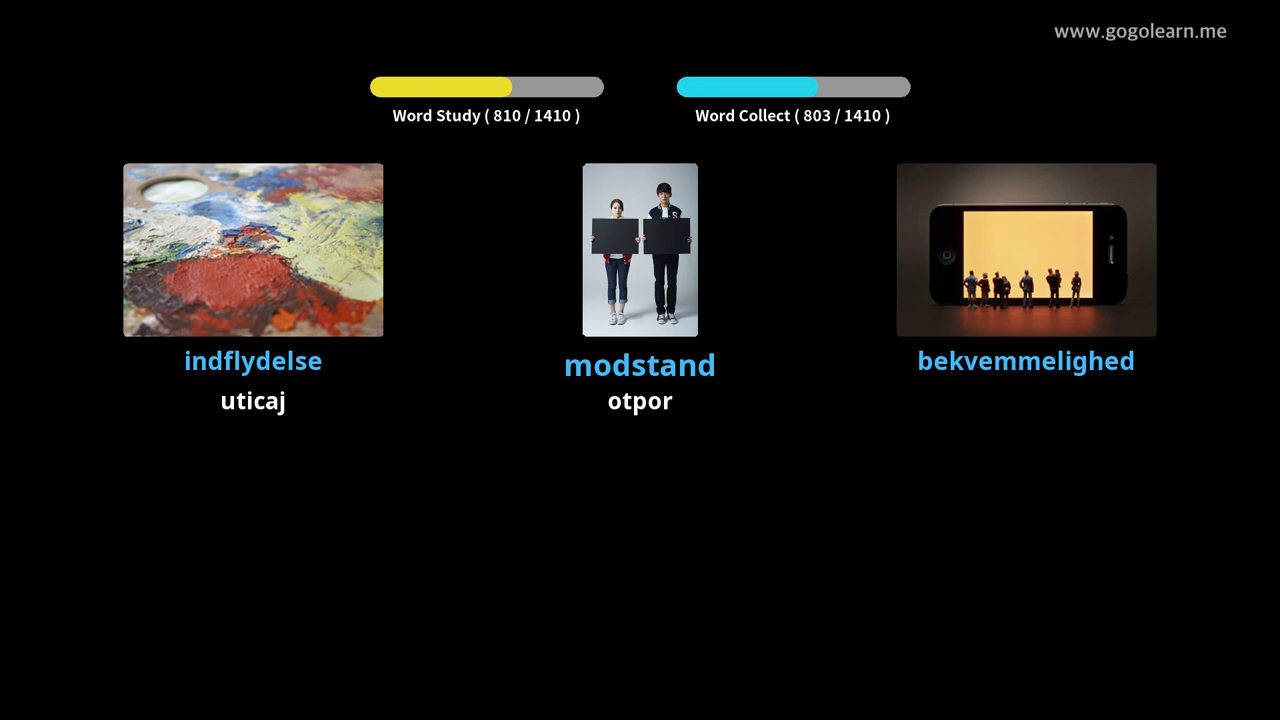 www.gogolearn.me
Word Study ( 810 / 1410 )
Word Collect ( 803 / 1410 )
indflydelse
uticaj
modstand
otpor
bekvemmelighed